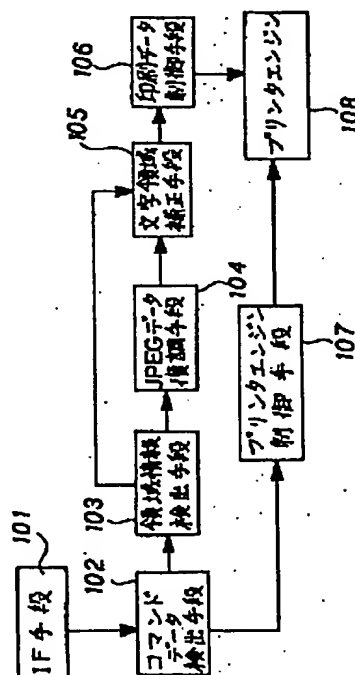 101
IF手段
102
コマンド
データ
検出手段
103
領域情報
検出手段
104
JPEGデータ
復調手段
105
文字領域
補正手段
106
印刷データ
制御手段
107
プリンタエンジン
制御手段
108
プリンタエンジン